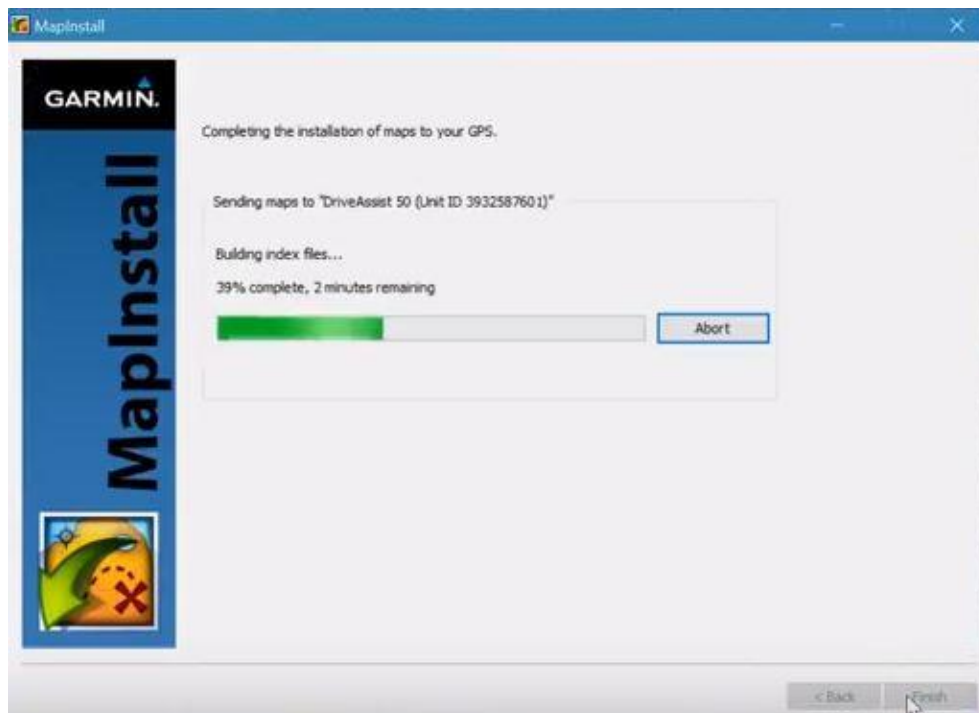 MapInstall
GARMIN.
MapInstall
Completing the installation of maps to your GPS.
Sending maps to "DriveAssist 50 (Unit ID 3932587601)"
Building index files...
39% complete, 2 minutes remaining
Abort
< Back
Finish